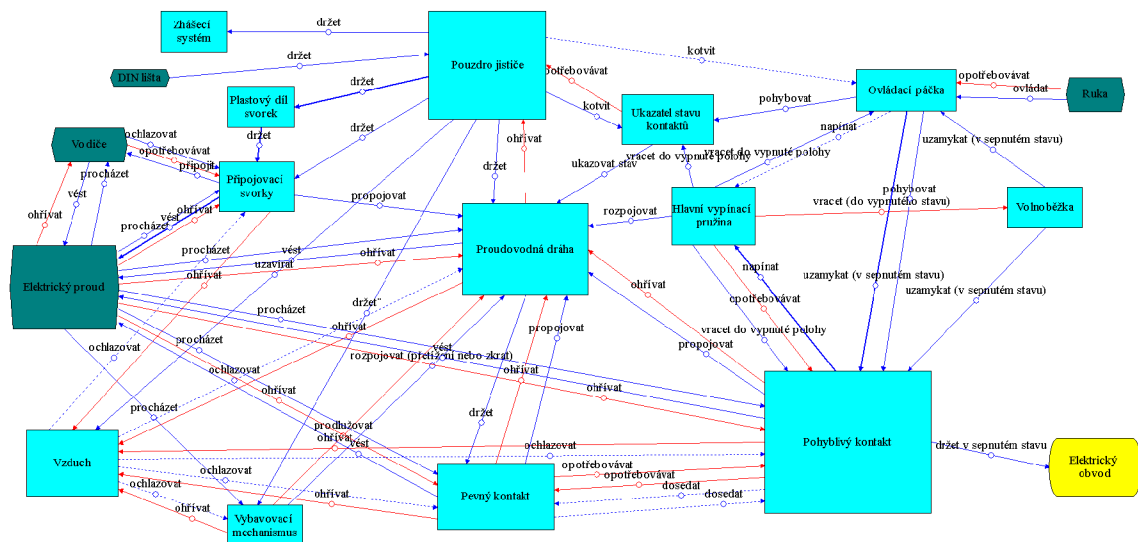 Zhášecí
systém
držet
Pouzdro jističe
kotvit
držet
DIN lišta
držet
Plastový díl
svorek
potřebovávat
kotvit
Ukazatel stavu
kontaktů
pohybovat
Ovládací páčka
opotřebovávat
ovládat
Ruka
Vodiče
ochlazovat
opotřebovávat
připojit
držet
držet
ohřívat
napínat
uzamykat (v sepnutém stavu)
vracet do vypnuté polohy
vracet do vypnuté polohy
procházet
vést
Připojovací
svorky
držet
ukazovat stav
pohybovat
ohřívat
vést
ohřívat
procházet
propojovat
rozpojovat
Hlavní vypínací
pružina
vracet (do vypnutého stavu)
Volnoběžka
procházet
vést
uzavírat
ohřívat
ohřívat
Proudovodná dráha
napínat
uzamykat (v sepnutém stavu)
uzamykat (v sepnutém stavu)
Elektrický proud
držet
ohřívat
opotřebovávat
procházet
propojovat
vracet do vypnuté polohy
ochlazovat
procházet
rozpojovat (přetížení nebo zkrat)
vést
propojovat
ochlazovat
ohřívat
ohřívat
ohřívat
procházet
držet
prodlužovat
ohřívat
vést
ochlazovat
držet v sepnutém stavu
Vzduch
Pohyblivý kontakt
Elektrický
obvod
ochlazovat
ochlazovat
opotřebovávat
opotřebovávat
ohřívat
Pevný kontakt
dosedat
dosedat
ohřívat
Vybavovací
mechanismus